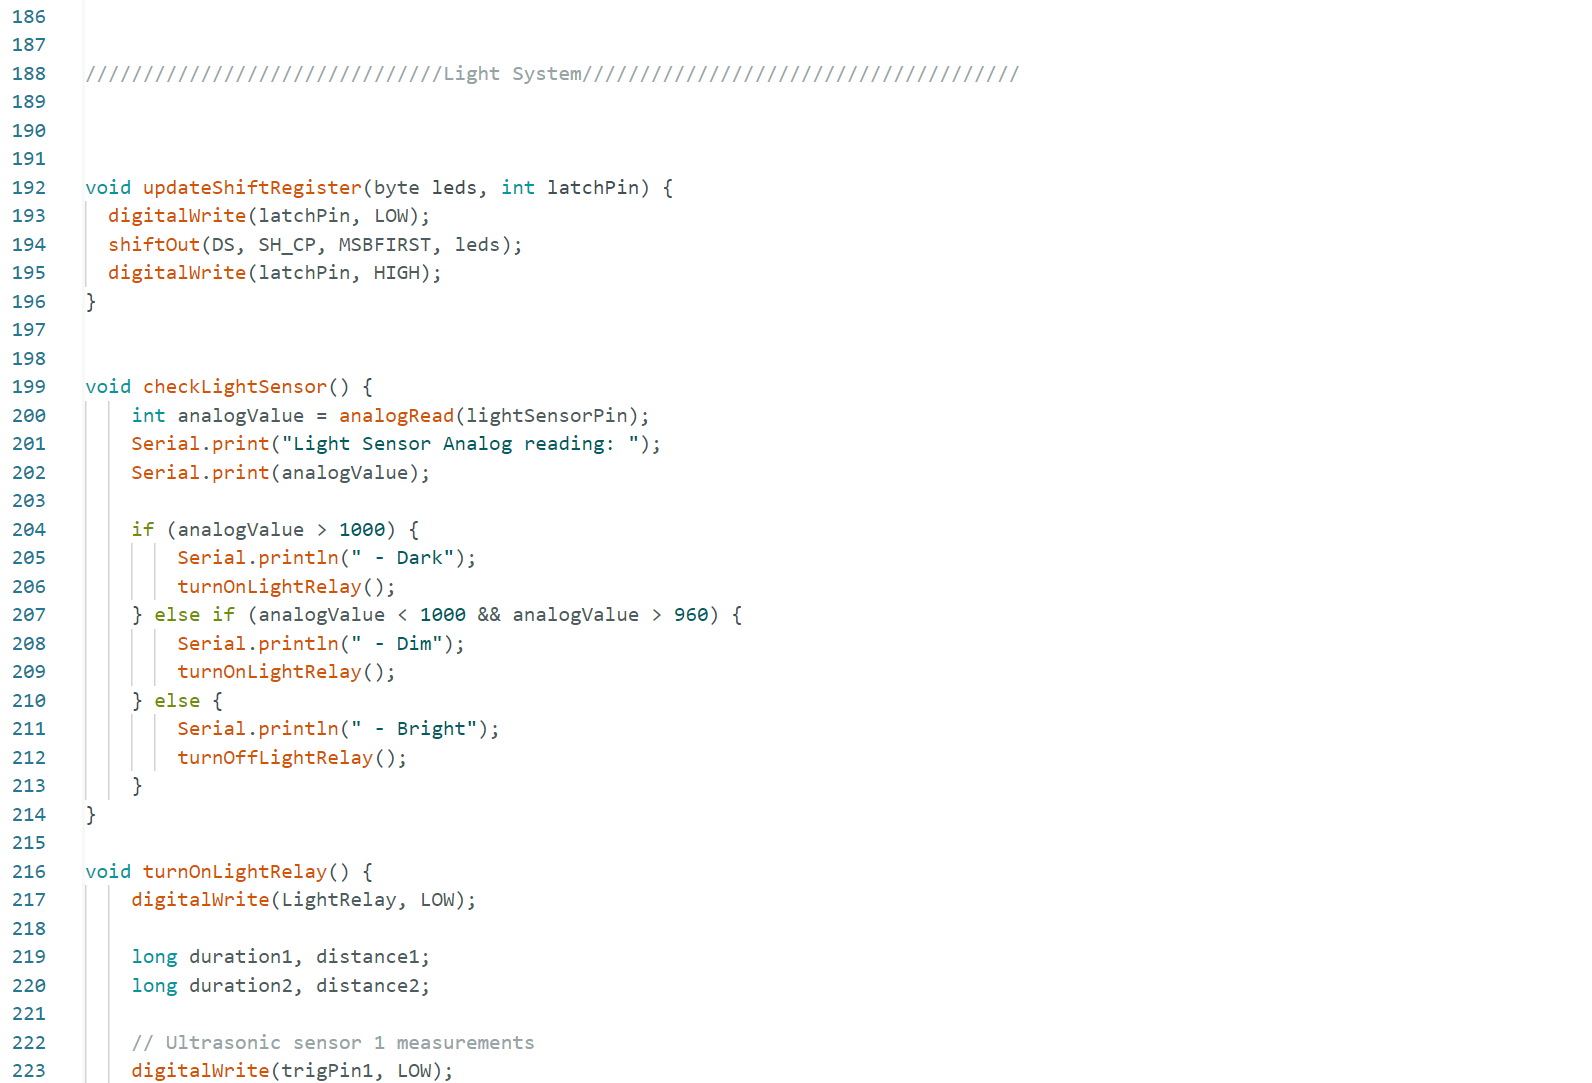 186
187
188 ///////////////////////////////Light System//////////////////////////////////////
189
190
191
192 void updateShiftRegister(byte leds, int latchPin) {
193   digitalWrite(latchPin, LOW);
194   shiftOut(DS, SH_CP, MSBFIRST, leds);
195   digitalWrite(latchPin, HIGH);
196 }
197
198
199 void checkLightSensor() {
200     int analogValue = analogRead(lightSensorPin);
201     Serial.print("Light Sensor Analog reading: ");
202     Serial.print(analogValue);
203
204     if (analogValue > 1000) {
205         Serial.println(" - Dark");
206         turnOnLightRelay();
207     } else if (analogValue < 1000 && analogValue > 960) {
208         Serial.println(" - Dim");
209         turnOnLightRelay();
210     } else {
211         Serial.println(" - Bright");
212         turnOffLightRelay();
213     }
214 }
215
216 void turnOnLightRelay() {
217     digitalWrite(LightRelay, LOW);
218
219     long duration1, distance1;
220     long duration2, distance2;
221
222     // Ultrasonic sensor 1 measurements
223     digitalWrite(trigPin1, LOW);